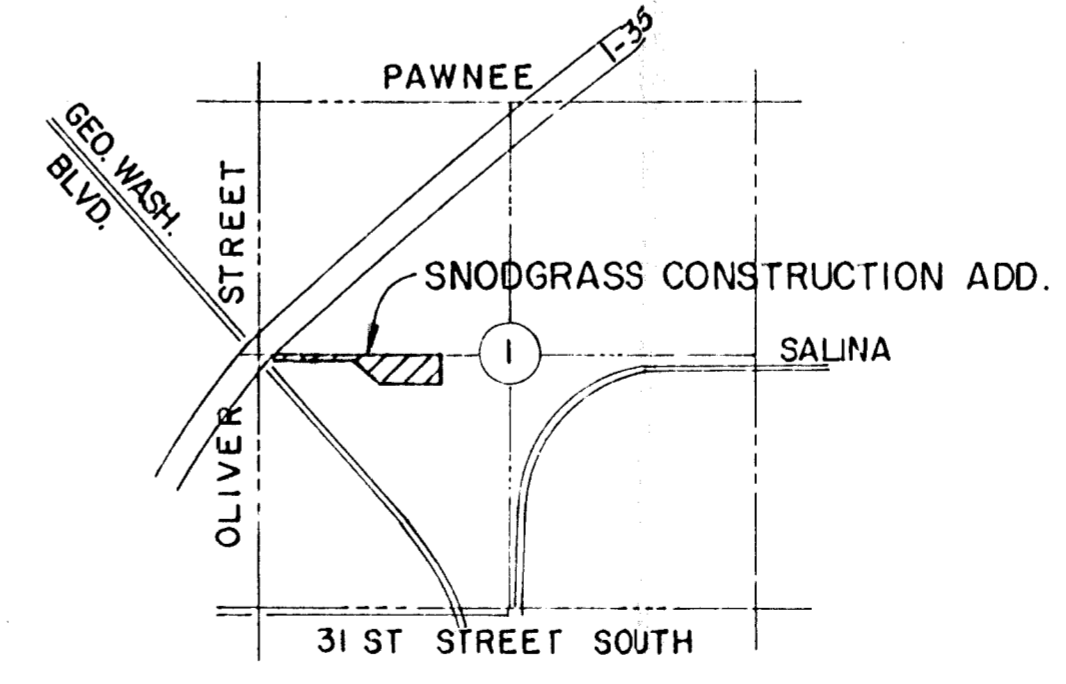 I-35
PAWNEE
GEO. WASH.
BLVD.
OLIVER STREET
SNODGRASS CONSTRUCTION ADD.
1
SALINA
31 ST STREET SOUTH